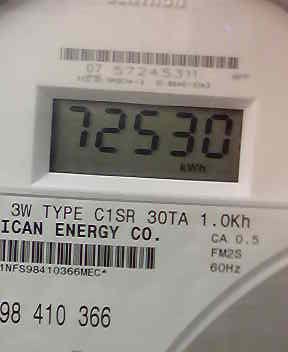 07 57245311
72530
kWh
3W TYPE C1SR 30TA 1.0Kh
ICAN ENERGY CO.
CA 0.5
FM2S
60Hz
1NFS98410366MEC*
98 410 366